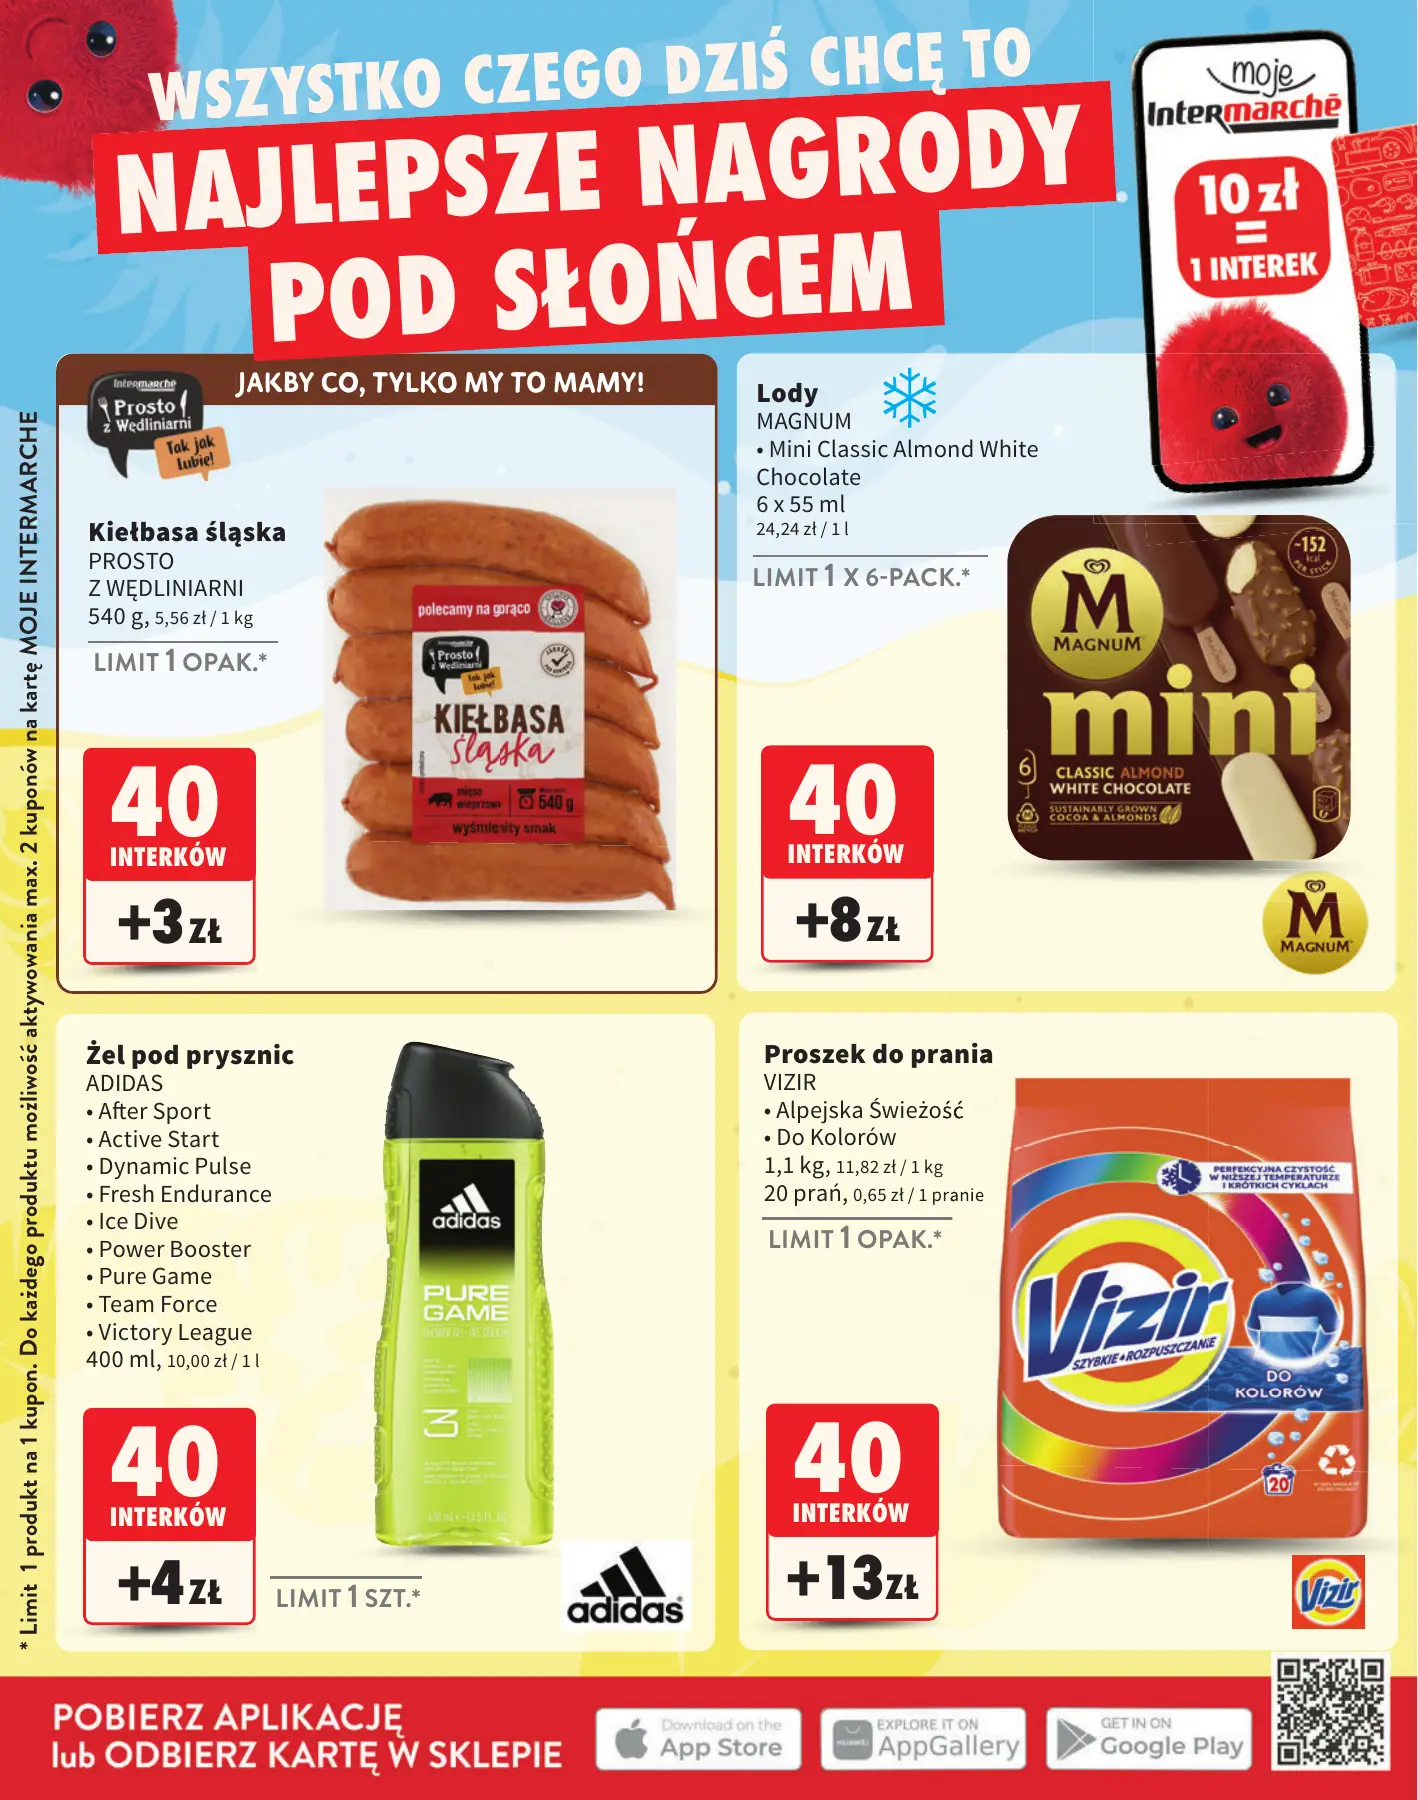 WSZYSTKO CZEGO DZIŚ CHCĘ TO
NAJLEPSZE NAGRODY
POD SŁOŃCEM
moje
Intermarchē
10 zł
=
1 INTEREK
Intermarchē
Prosto
z Wędliniarni
Tak jak
lubię!
JAKBY CO, TYLKO MY TO MAMY!
Kiełbasa śląska
PROSTO
Z WĘDLINIARNI
540 g, 5,56 zł / 1 kg
LIMIT 1 OPAK.*
40
INTERKÓW
+3 ZŁ
polecamy na gorąco
Intermarchē
Prosto
z Wędliniarni
Tak jak
lubię!
KIEŁBASA
śląska
mięso
wieprzowe
540 g
wyśmienity smak
Lody
MAGNUM
• Mini Classic Almond White
Chocolate
6 x 55 ml
24,24 zł / 1 l
LIMIT 1 X 6-PACK.*
40
INTERKÓW
+8 ZŁ
~152
kcal
PER STICK
M
MAGNUM
mini
6
CLASSIC ALMOND
WHITE CHOCOLATE
SUSTAINABLY GROWN
COCOA & ALMONDS
M
MAGNUM
Żel pod prysznic
ADIDAS
• After Sport
• Active Start
• Dynamic Pulse
• Fresh Endurance
• Ice Dive
• Power Booster
• Pure Game
• Team Force
• Victory League
400 ml, 10,00 zł / 1 l
40
INTERKÓW
+4 ZŁ
LIMIT 1 SZT.*
adidas
PURE
GAME
3
adidas
Proszek do prania
VIZIR
• Alpejska Świeżość
• Do Kolorów
1,1 kg, 11,82 zł / 1 kg
20 prań, 0,65 zł / 1 pranie
LIMIT 1 OPAK.*
40
INTERKÓW
+13 ZŁ
PERFEKCYJNA CZYSTOŚĆ
W NIŻSZEJ TEMPERATURZE
I KRÓTKICH CYKLACH
Vizir
SZYBKIE ROZPUSZCZANIE
DO
KOLORÓW
20
Vizir
* Limit 1 produkt na 1 kupon. Do każdego produktu możliwość aktywowania max. 2 kuponów na kartę MOJE INTERMARCHE
POBIERZ APLIKACJĘ
lub ODBIERZ KARTĘ W SKLEPIE
Download on the
App Store
HUAWEI
EXPLORE IT ON
AppGallery
GET IN ON
Google Play